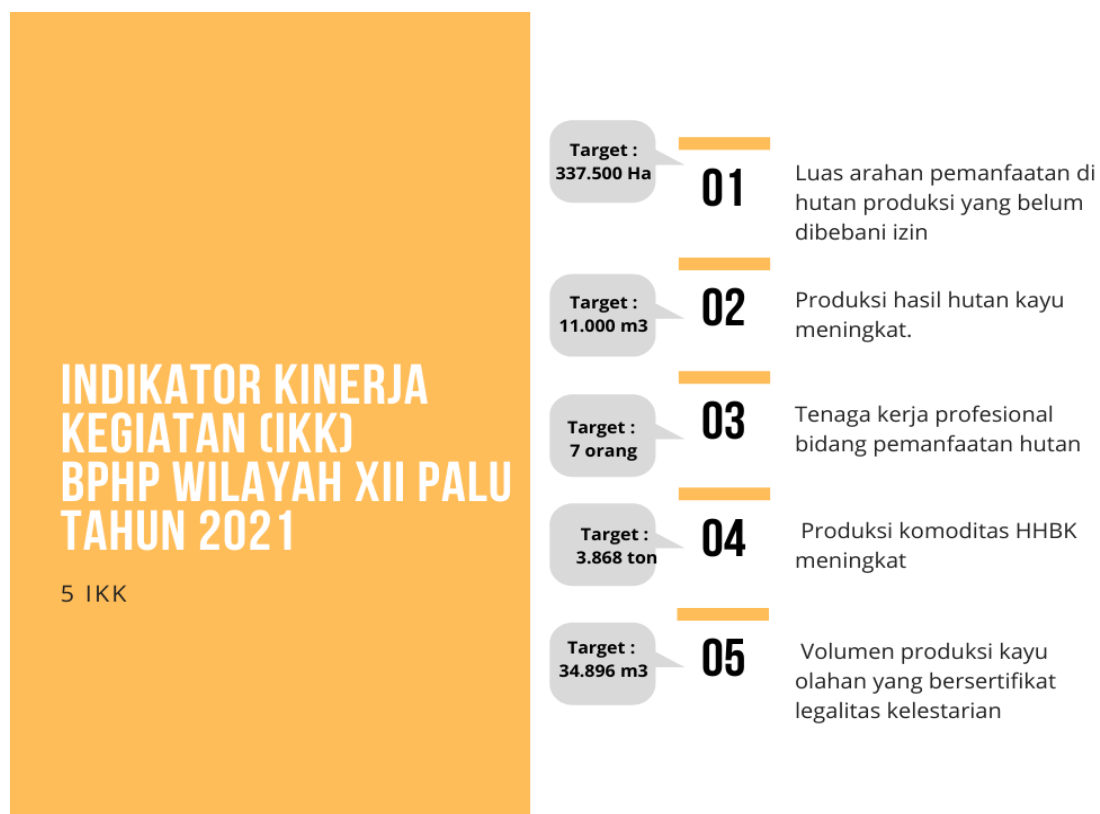 INDIKATOR KINERJA
KEGIATAN (IKK)
BPHP WILAYAH XII PALU
TAHUN 2021
5 IKK
Target :
337.500 Ha
01
Luas arahan pemanfaatan di
hutan produksi yang belum
dibebani izin
Target :
11.000 m3
02
Produksi hasil hutan kayu
meningkat.
Target :
7 orang
03
Tenaga kerja profesional
bidang pemanfaatan hutan
Target :
3.868 ton
04
Produksi komoditas HHBK
meningkat
Target :
34.896 m3
05
Volumen produksi kayu
olahan yang bersertifikat
legalitas kelestarian